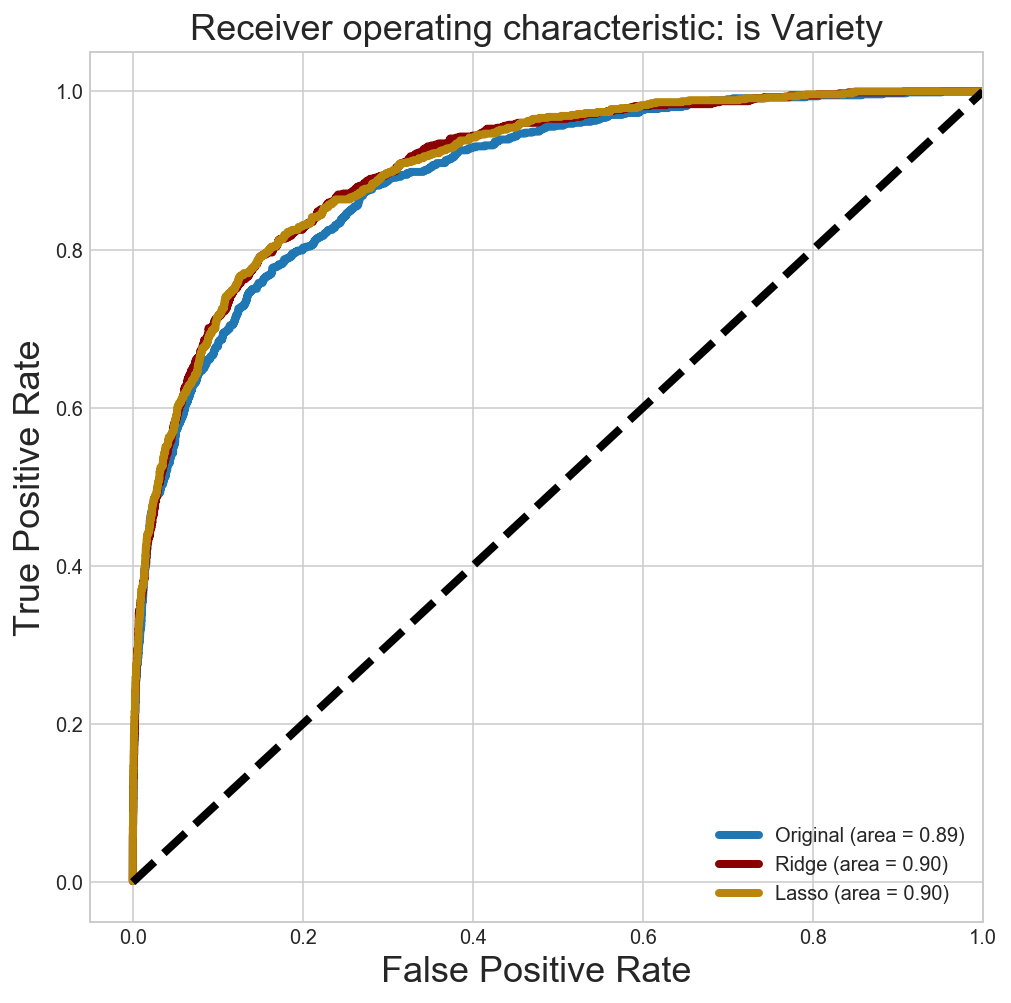 Receiver operating characteristic: is Variety
True Positive Rate
1.0
0.8
0.6
0.4
0.2
0.0
Original (area = 0.89)
Ridge (area = 0.90)
Lasso (area = 0.90)
0.0 0.2 0.4 0.6 0.8 1.0
False Positive Rate